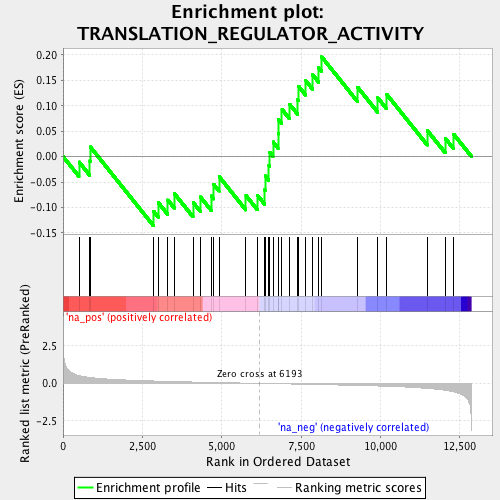 Enrichment plot:
TRANSLATION_REGULATOR_ACTIVITY
Enrichment score (ES)
0.20
0.15
0.10
0.05
0.00
-0.05
-0.10
-0.15
'na_pos' (positively correlated)
Ranked list metric (PreRanked)
2.5
0.0
-2.5
Zero cross at 6193
'na_neg' (negatively correlated)
0 2,500 5,000 7,500 10,000 12,500
Rank in Ordered Dataset
Enrichment profile Hits Ranking metric scores